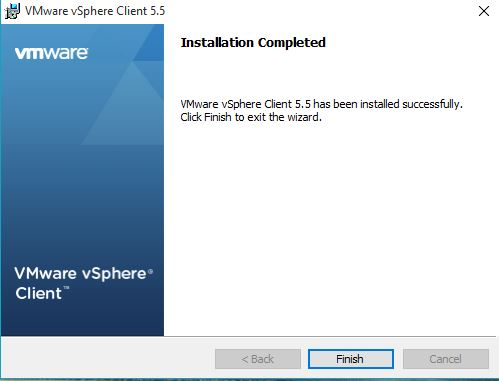 VMware vSphere Client 5.5
vmware
Installation Completed
VMware vSphere Client 5.5 has been installed successfully.
Click Finish to exit the wizard.
VMware vSphere®
Client™
< Back
Finish
Cancel